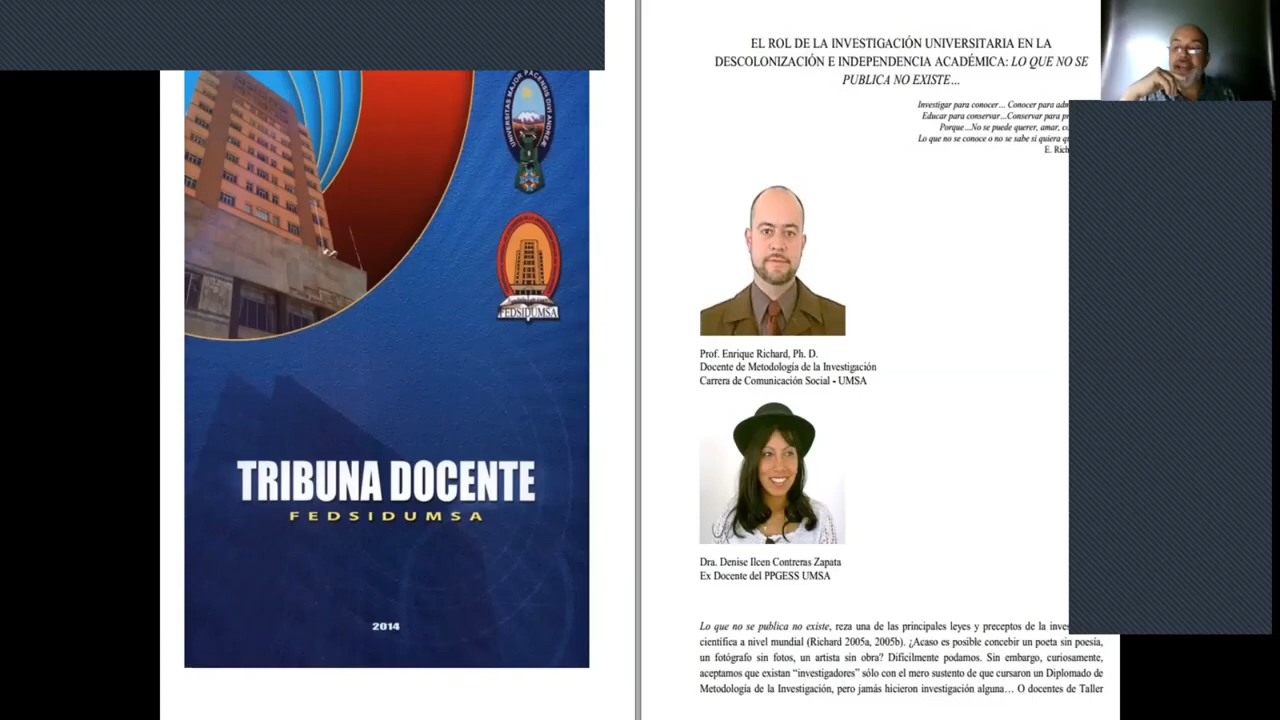 UNIVERSITAS MAJOR PACENSIS DIVI ANDREÆ
FEDSIDUMSA
TRIBUNA DOCENTE
FEDSIDUMSA
2014
EL ROL DE LA INVESTIGACIÓN UNIVERSITARIA EN LA
DESCOLONIZACIÓN E INDEPENDENCIA ACADÉMICA: LO QUE NO SE
PUBLICA NO EXISTE…
Investigar para conocer… Conocer para
Educar para conservar…Conservar para
Porque…No se puede querer, amar,
Lo que no se conoce o no se sabe si quiera
E.
Prof. Enrique Richard, Ph. D.
Docente de Metodología de la Investigación
Carrera de Comunicación Social - UMSA
Dra. Denise Ilcen Contreras Zapata
Ex Docente del PPGESS UMSA
Lo que no se publica no existe, reza una de las principales leyes y preceptos de la
científica a nivel mundial (Richard 2005a, 2005b). ¿Acaso es posible concebir un poeta sin poesía,
un fotógrafo sin fotos, un artista sin obra? Difícilmente podamos. Sin embargo, curiosamente,
aceptamos que existan “investigadores” sólo con el mero sustento de que cursaron un Diplomado de
Metodología de la Investigación, pero jamás hicieron investigación alguna… O docentes de Taller